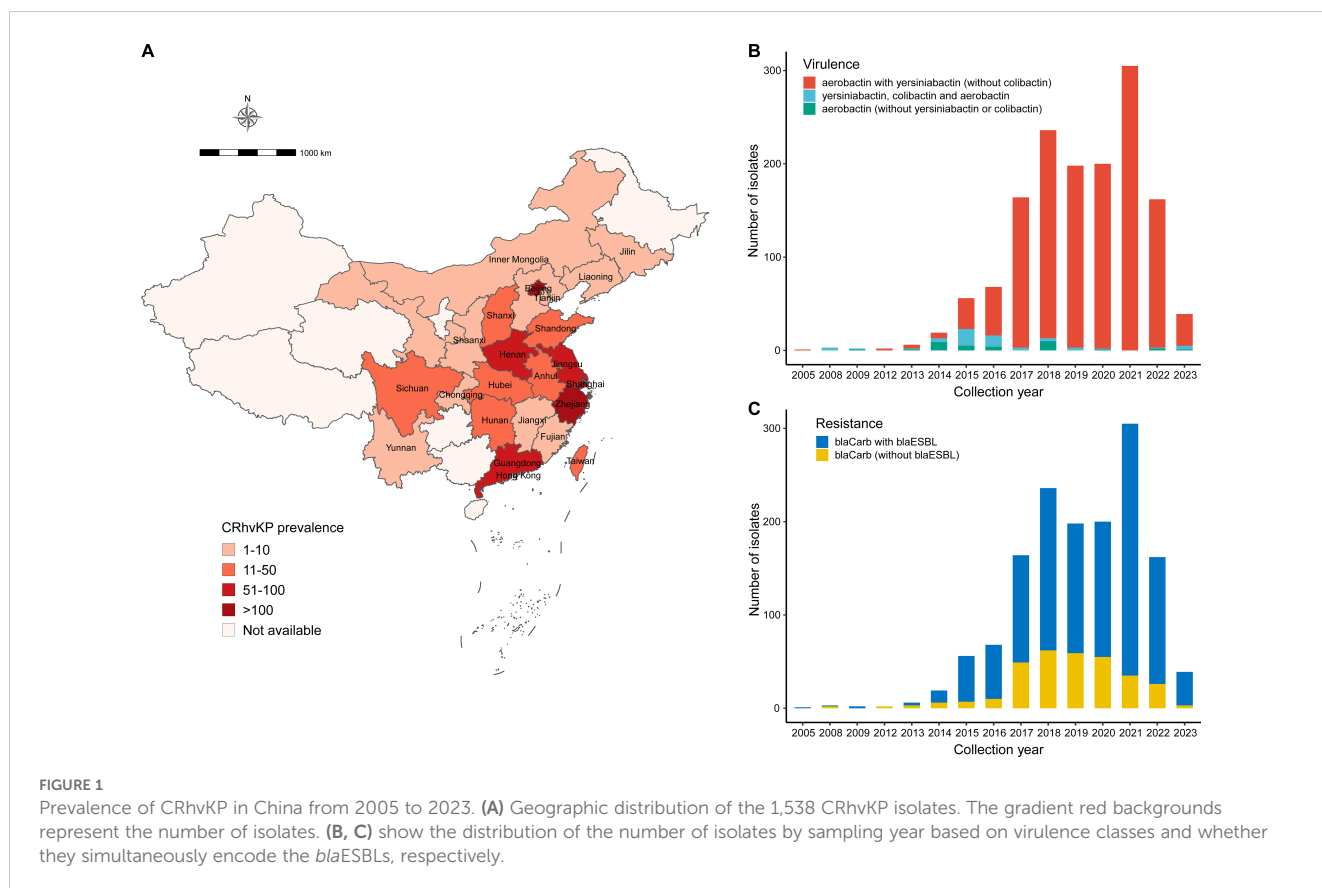 A
N
1000 km
Jilin
Inner Mongolia
Liaoning
Beijing
Tianjin
Shanxi
Shandong
Shaanxi
Henan
Jiangsu
Anhui
Shanghai
Sichuan
Hubei
Chongqing
Zhejiang
Hunan
Jiangxi
Fujian
Yunnan
Guangdong
Taiwan
Hong Kong
CRhvKP prevalence
1-10
11-50
51-100
>100
Not available
B
Virulence
aerobactin with yersiniabactin (without colibactin)
yersiniabactin, colibactin and aerobactin
aerobactin (without yersiniabactin or colibactin)
Number of isolates
300
200
100
0
2005 2008 2009 2012 2013 2014 2015 2016 2017 2018 2019 2020 2021 2022 2023
Collection year
C
Resistance
blaCarb with blaESBL
blaCarb (without blaESBL)
Number of isolates
300
200
100
0
2005 2008 2009 2012 2013 2014 2015 2016 2017 2018 2019 2020 2021 2022 2023
Collection year
FIGURE 1
Prevalence of CRhvKP in China from 2005 to 2023. (A) Geographic distribution of the 1,538 CRhvKP isolates. The gradient red backgrounds
represent the number of isolates. (B, C) show the distribution of the number of isolates by sampling year based on virulence classes and whether
they simultaneously encode the blaESBLs, respectively.